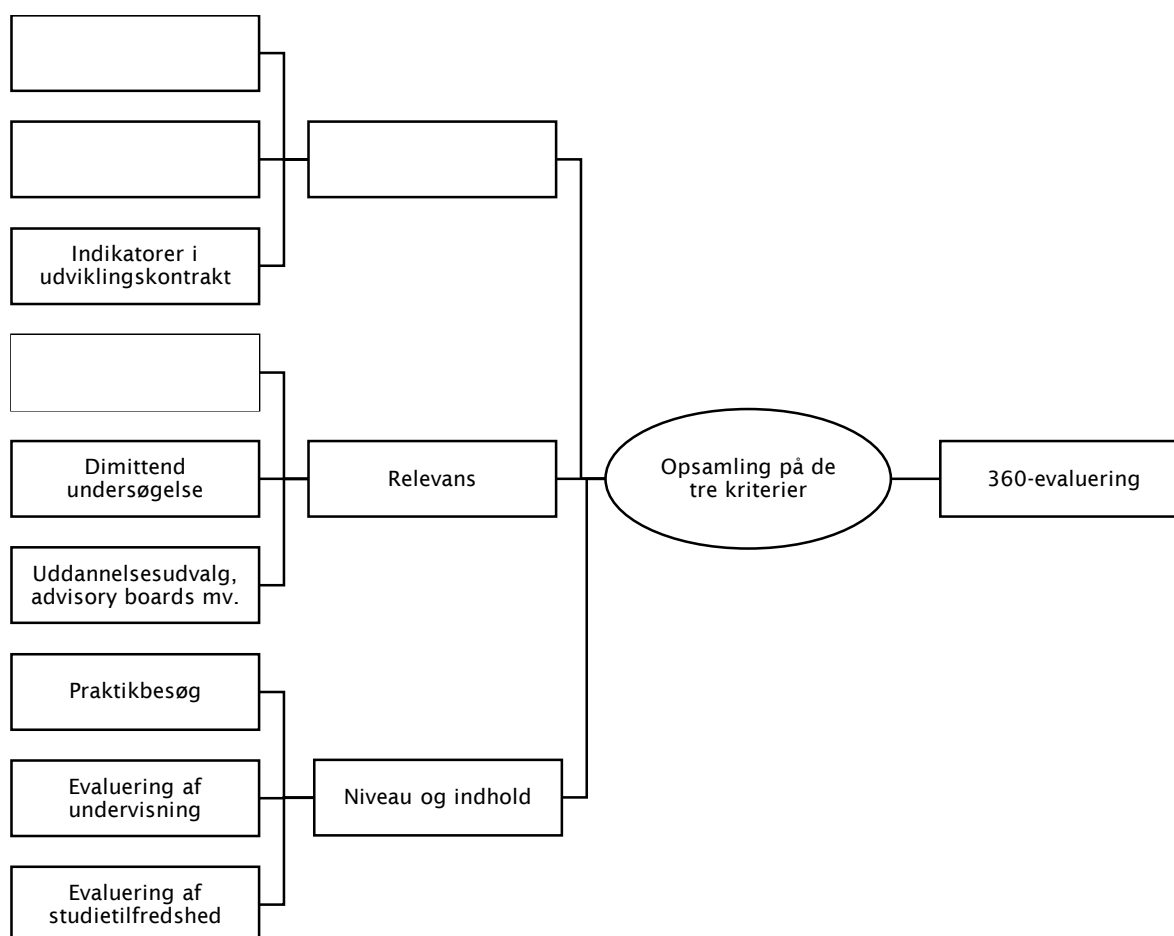 Indikatorer i
udviklingskontrakt
Dimittend
undersøgelse
Uddannelsesudvalg,
advisory boards mv.
Praktikbesøg
Evaluering af
undervisning
Evaluering af
studietilfredshed
Relevans
Niveau og indhold
Opsamling på de
tre kriterier
360-evaluering